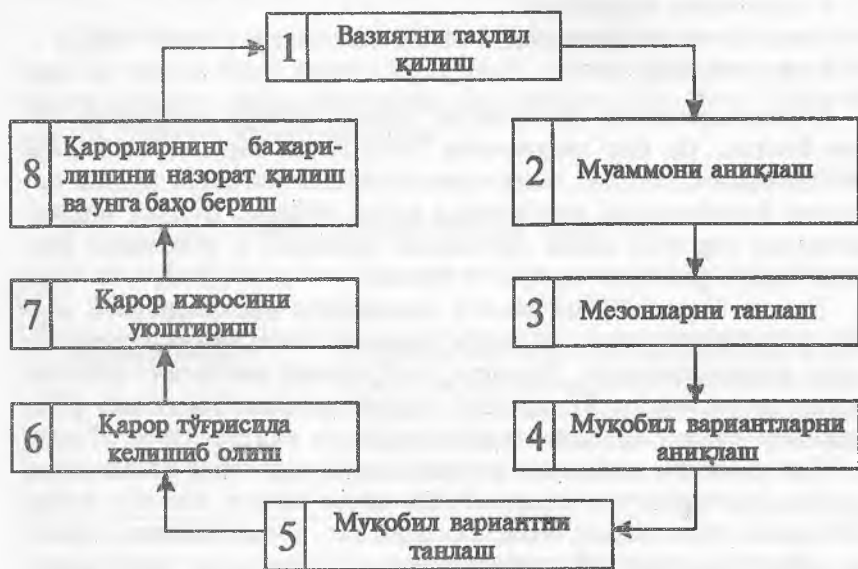 1
Вазиятни таҳлил
қилиш
2
Муаммони аниқлаш
3
Мезонларни танлаш
4
Муқобил вариантларни
аниқлаш
5
Муқобил вариантни
танлаш
6
Қарор тўғрисида
келишиб олиш
7
Қарор ижросини
уюштириш
8
Қарорларнинг бажари-
лишини назорат қилиш
ва унга баҳо бериш